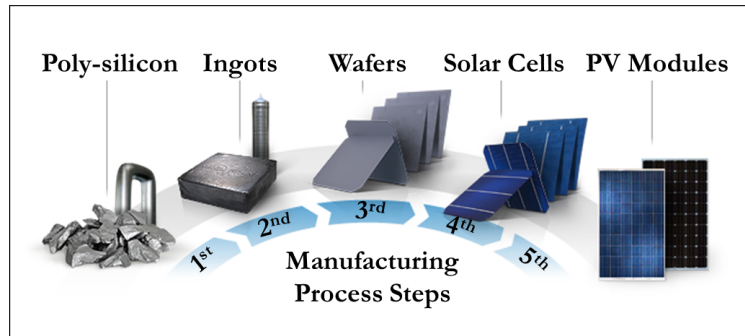 Poly-silicon
Ingots
Wafers
Solar Cells
PV Modules
1st
2nd
3rd
4th
5th
Manufacturing
Process Steps